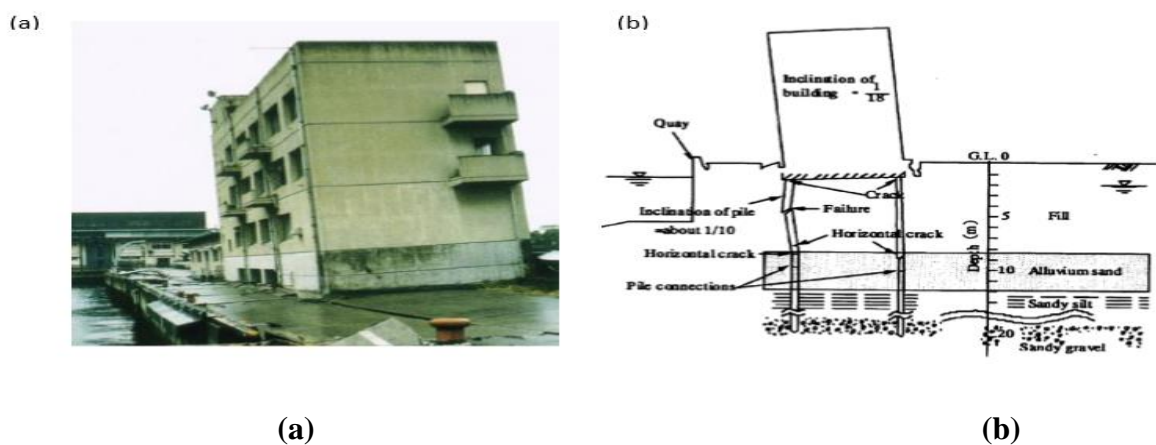 (a)
(b)
Inclination of
building = 1/18
Quay
G.L. 0
Crack
Inclination of pile
=about 1/10
Failure
5
Fill
Horizontal crack
Horizontal crack
Depth (m)
10
Alluvium sand
Pile connections
Sandy silt
20
Sandy gravel
(a)
(b)